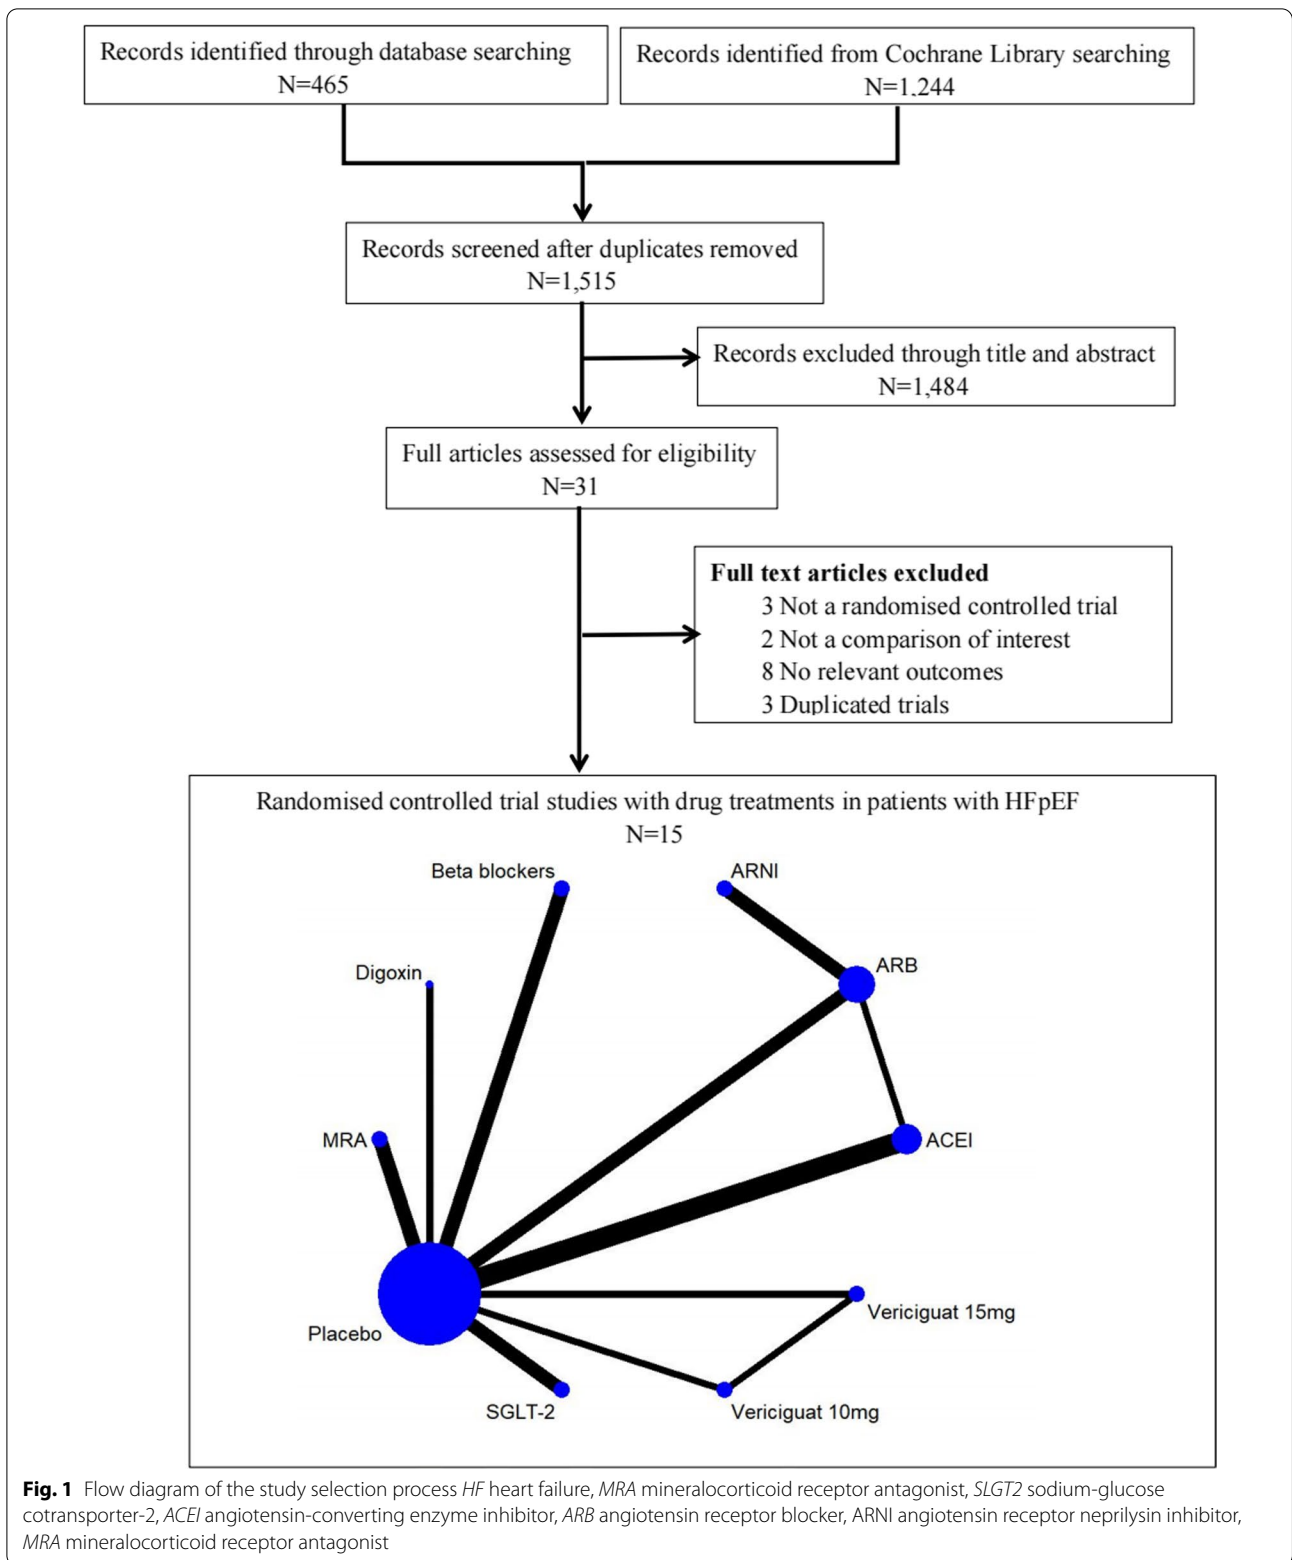 Records identified through database searching
N=465
Records identified from Cochrane Library searching
N=1,244
Records screened after duplicates removed
N=1,515
Records excluded through title and abstract
N=1,484
Full articles assessed for eligibility
N=31
Full text articles excluded
3 Not a randomised controlled trial
2 Not a comparison of interest
8 No relevant outcomes
3 Duplicated trials
Randomised controlled trial studies with drug treatments in patients with HFpEF
N=15
Beta blockers
ARNI
Digoxin
ARB
MRA
ACEI
Placebo
Vericiguat 15mg
SGLT-2
Vericiguat 10mg
Fig. 1 Flow diagram of the study selection process HF heart failure, MRA mineralocorticoid receptor antagonist, SLGT2 sodium-glucose
cotransporter-2, ACEI angiotensin-converting enzyme inhibitor, ARB angiotensin receptor blocker, ARNI angiotensin receptor neprilysin inhibitor,
MRA mineralocorticoid receptor antagonist